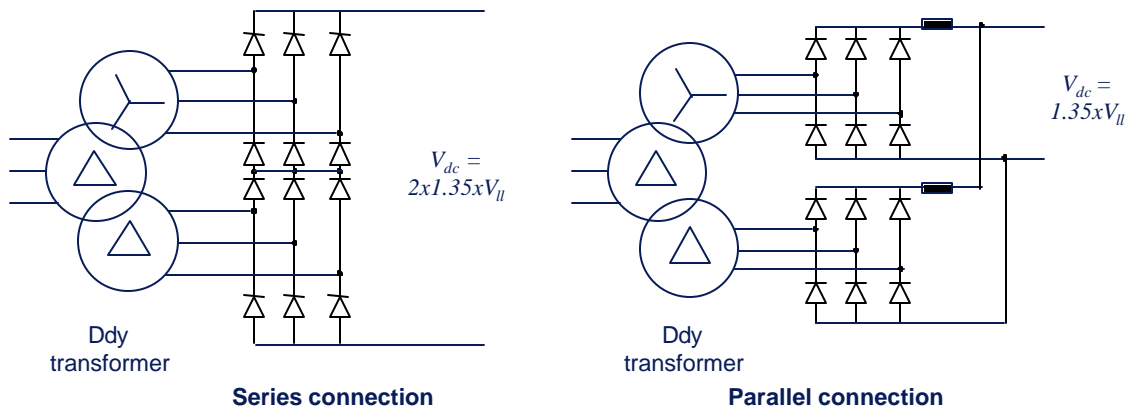 V_dc =
2x1.35xV_ll
Ddy
transformer
Series connection
V_dc =
1.35xV_ll
Ddy
transformer
Parallel connection